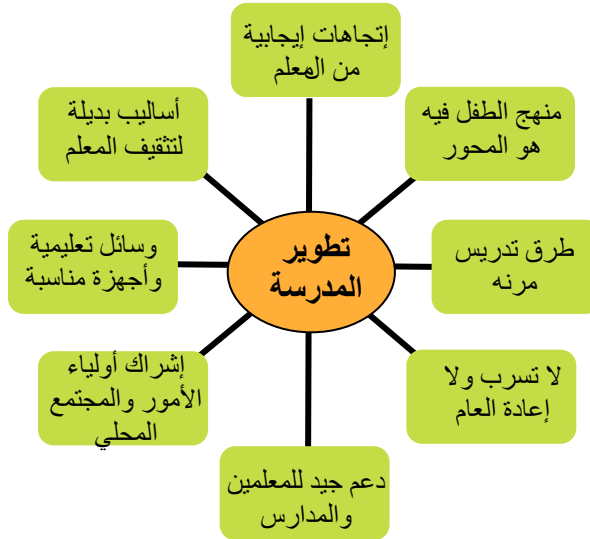 إتجاهات إيجابية
من المعلم
منهج الطفل فيه
هو المحور
أساليب بديلة
لتثقيف المعلم
تطوير
المدرسة
طرق تدريس
مرنه
وسائل تعليمية
وأجهزة مناسبة
لا تسرب ولا
إعادة العام
إشراك أولياء
الأمور والمجتمع
المحلي
دعم جيد للمعلمين
والمدارس